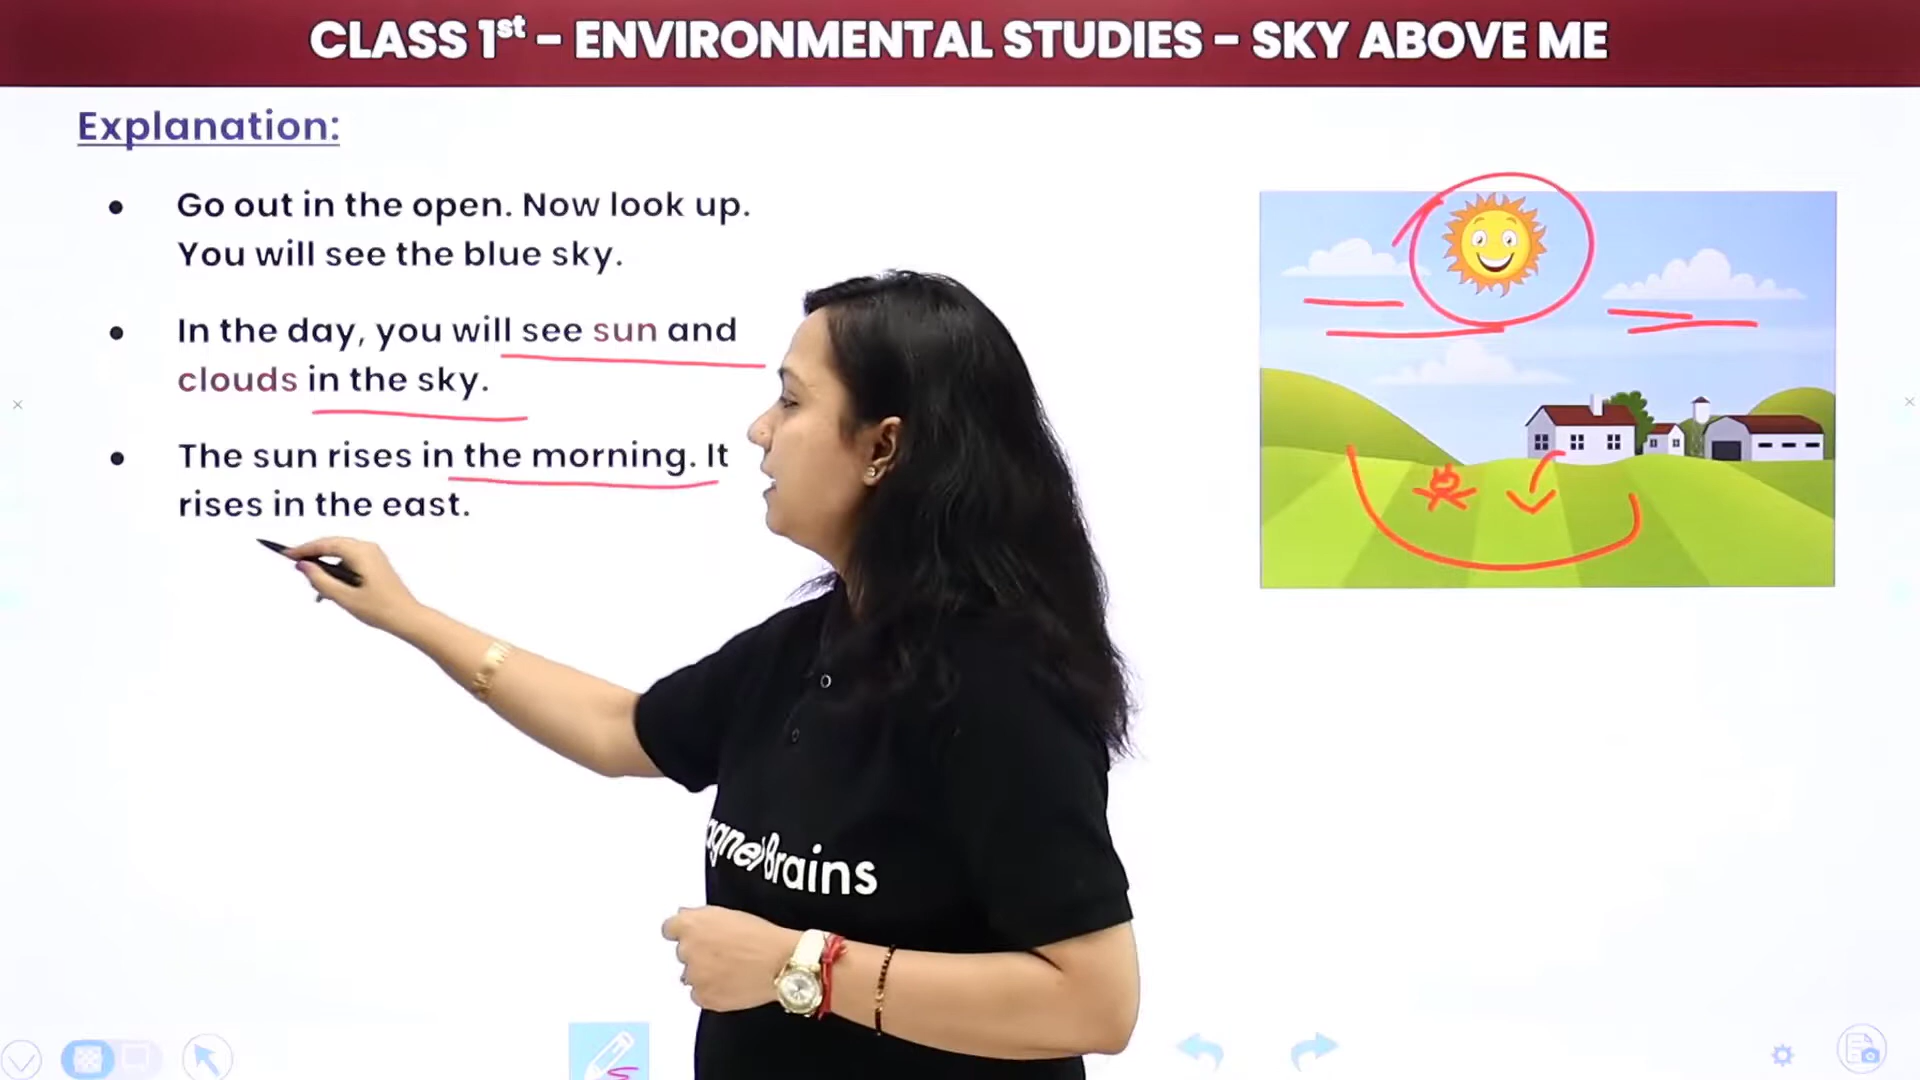 CLASS 1st – ENVIRONMENTAL STUDIES – SKY ABOVE ME
Explanation:
• Go out in the open. Now look up.
You will see the blue sky.
• In the day, you will see sun and
clouds in the sky.
• The sun rises in the morning. It
rises in the east.
Brains